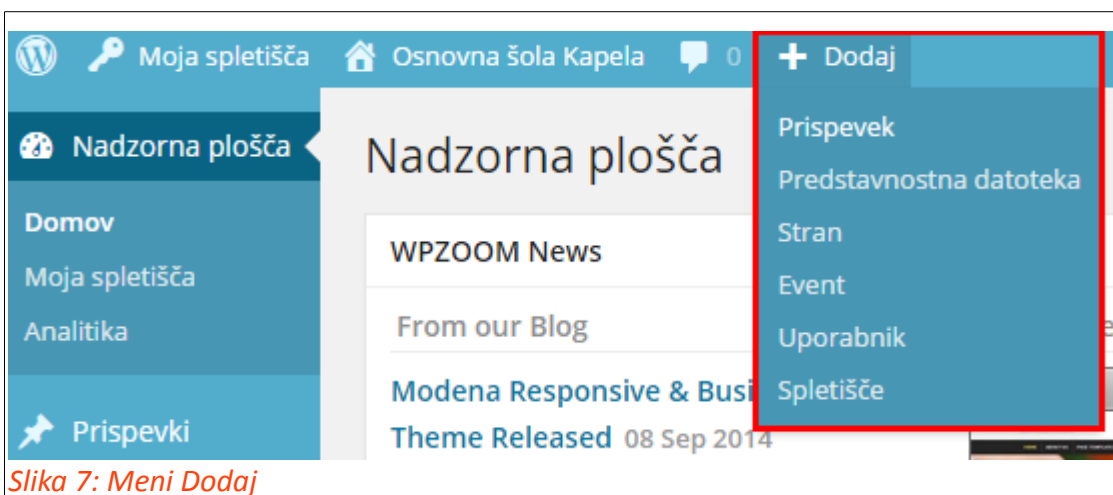 Moja spletišča
Osnovna šola Kapela
0
Dodaj
Nadzorna plošča
Domov
Moja spletišča
Analitika
Prispevki
Nadzorna plošča
WPZOOM News
From our Blog
Modena Responsive & Busi
Theme Released 08 Sep 2014
Prispevek
Predstavnostna datoteka
Stran
Event
Uporabnik
Spletišče
Slika 7: Meni Dodaj